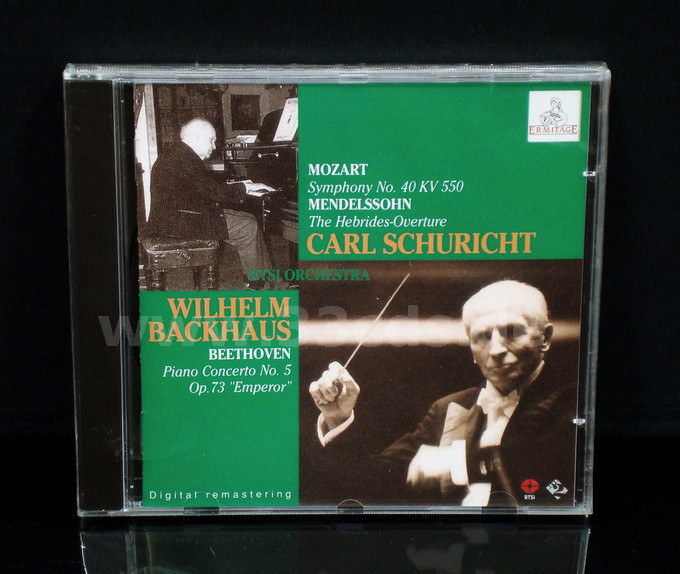 ERMITAGE
MOZART
Symphony No. 40 KV 550
MENDELSSOHN
The Hebrides-Overture
CARL SCHURICHT
RTSI ORCHESTRA
WILHELM
BACKHAUS
BEETHOVEN
Piano Concerto No. 5
Op.73 "Emperor"
Digital remastering
RTSI